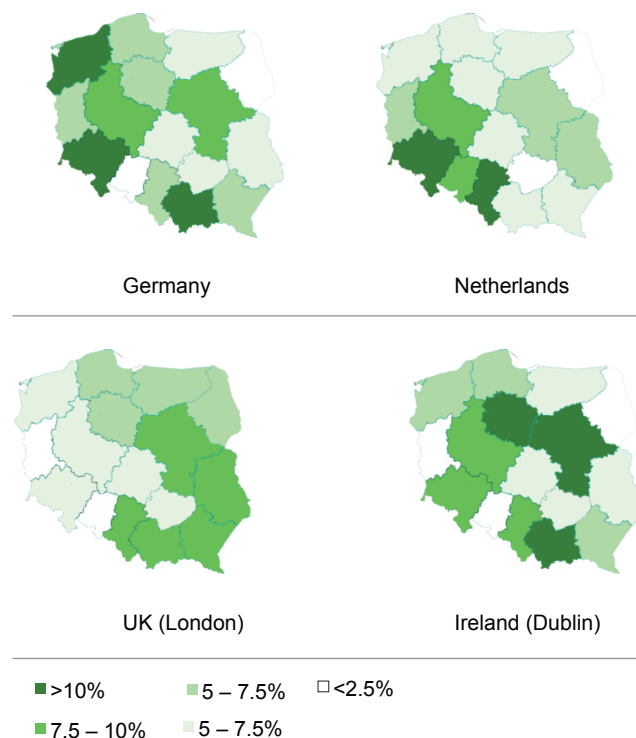 Germany
Netherlands
UK (London)
Ireland (Dublin)
>10%
5 – 7.5%
<2.5%
7.5 – 10%
5 – 7.5%